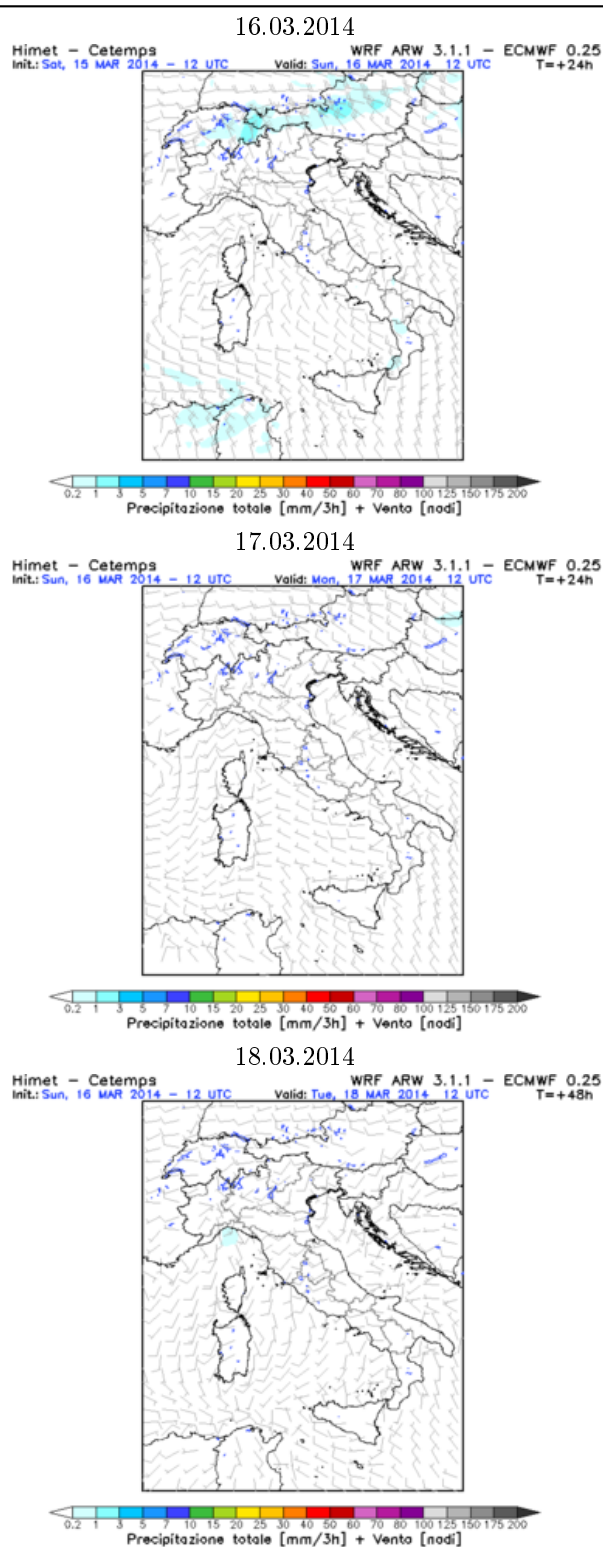 16.03.2014
Himet - Cetemps WRF ARW 3.1.1 - ECMWF 0.25
Init.: Sat, 15 MAR 2014 - 12 UTC Valid: Sun, 16 MAR 2014 12 UTC T=+24h
0.2 1 3 5 7 10 15 20 25 30 40 50 60 70 80 100 125 150 175 200
Precipitazione totale [mm/3h] + Vento [nodi]
17.03.2014
Himet - Cetemps WRF ARW 3.1.1 - ECMWF 0.25
Init.: Sun, 16 MAR 2014 - 12 UTC Valid: Mon, 17 MAR 2014 12 UTC T=+24h
0.2 1 3 5 7 10 15 20 25 30 40 50 60 70 80 100 125 150 175 200
Precipitazione totale [mm/3h] + Vento [nodi]
18.03.2014
Himet - Cetemps WRF ARW 3.1.1 - ECMWF 0.25
Init.: Sun, 16 MAR 2014 - 12 UTC Valid: Tue, 18 MAR 2014 12 UTC T=+48h
0.2 1 3 5 7 10 15 20 25 30 40 50 60 70 80 100 125 150 175 200
Precipitazione totale [mm/3h] + Vento [nodi]